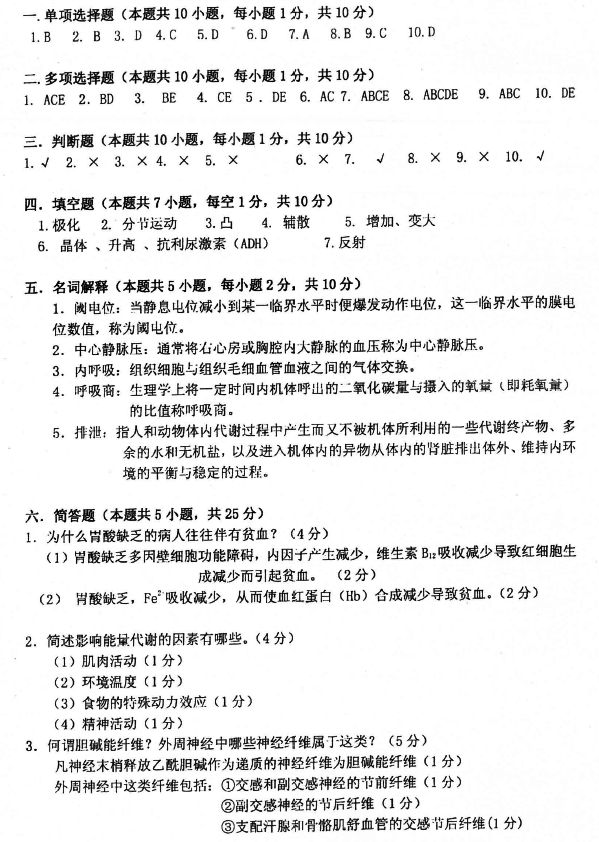 一.单项选择题（本题共10小题，每小题1分，共10分）
1.B 2. B 3. D 4.C 5.D 6.D 7.A 8.B 9.C 10.D
二.多项选择题（本题共10小题，每小题1分，共10分）
1. ACE 2. BD 3. BE 4. CE 5 . DE 6. AC 7. ABCE 8. ABCDE 9. ABC 10. DE
三．判断题（本题共10小题，每小题1分，共10分）
1. √ 2. × 3. × 4. × 5. × 6. × 7. √ 8. × 9. × 10. √
四．填空题（本题共7小题，每空1分，共10分）
1.极化 2. 分节运动 3.凸 4. 辅散 5. 增加、变大
6. 晶体 、升高 、抗利尿激素（ADH） 7.反射
五．名词解释（本题共5小题，每小题2分，共10分）
1．阈电位：当静息电位减小到某一临界水平时便爆发动作电位，这一临界水平的膜电
位数值，称为阈电位。
2．中心静脉压：通常将右心房或胸腔内大静脉的血压称为中心静脉压。
3．内呼吸：组织细胞与组织毛细血管血液之间的气体交换。
4．呼吸商：生理学上将一定时间内机体呼出的二氧化碳量与摄入的氧量（即耗氧量）
的比值称呼吸商。
5．排泄：指人和动物体内代谢过程中产生而又不被机体所利用的一些代谢终产物、多
余的水和无机盐，以及进入机体内的异物从体内的肾脏排出体外、维持内环
境的平衡与稳定的过程。
六．简答题（本题共5小题，共25分）
1．为什么胃酸缺乏的病人往往伴有贫血？（4分）
（1）胃酸缺乏多因壁细胞功能障碍，内因子产生减少，维生素B₁₂吸收减少导致红细胞生
成减少而引起贫血。 （2分）
（2） 胃酸缺乏，Fe²⁻吸收减少，从而使血红蛋白（Hb）合成减少导致贫血。（2分）
2．简述影响能量代谢的因素有哪些。（4分）
（1）肌肉活动（1分）
（2）环境温度（1分）
（3）食物的特殊动力效应（1分）
（4）精神活动（1分）
3．何谓胆碱能纤维？外周神经中哪些神经纤维属于这类？（5分）
凡神经末梢释放乙酰胆碱作为递质的神经纤维为胆碱能纤维（1分）
外周神经中这类纤维包括：①交感和副交感神经的节前纤维（1分）
②副交感神经的节后纤维（1分）
③支配汗腺和骨骼肌舒血管的交感节后纤维(1分)